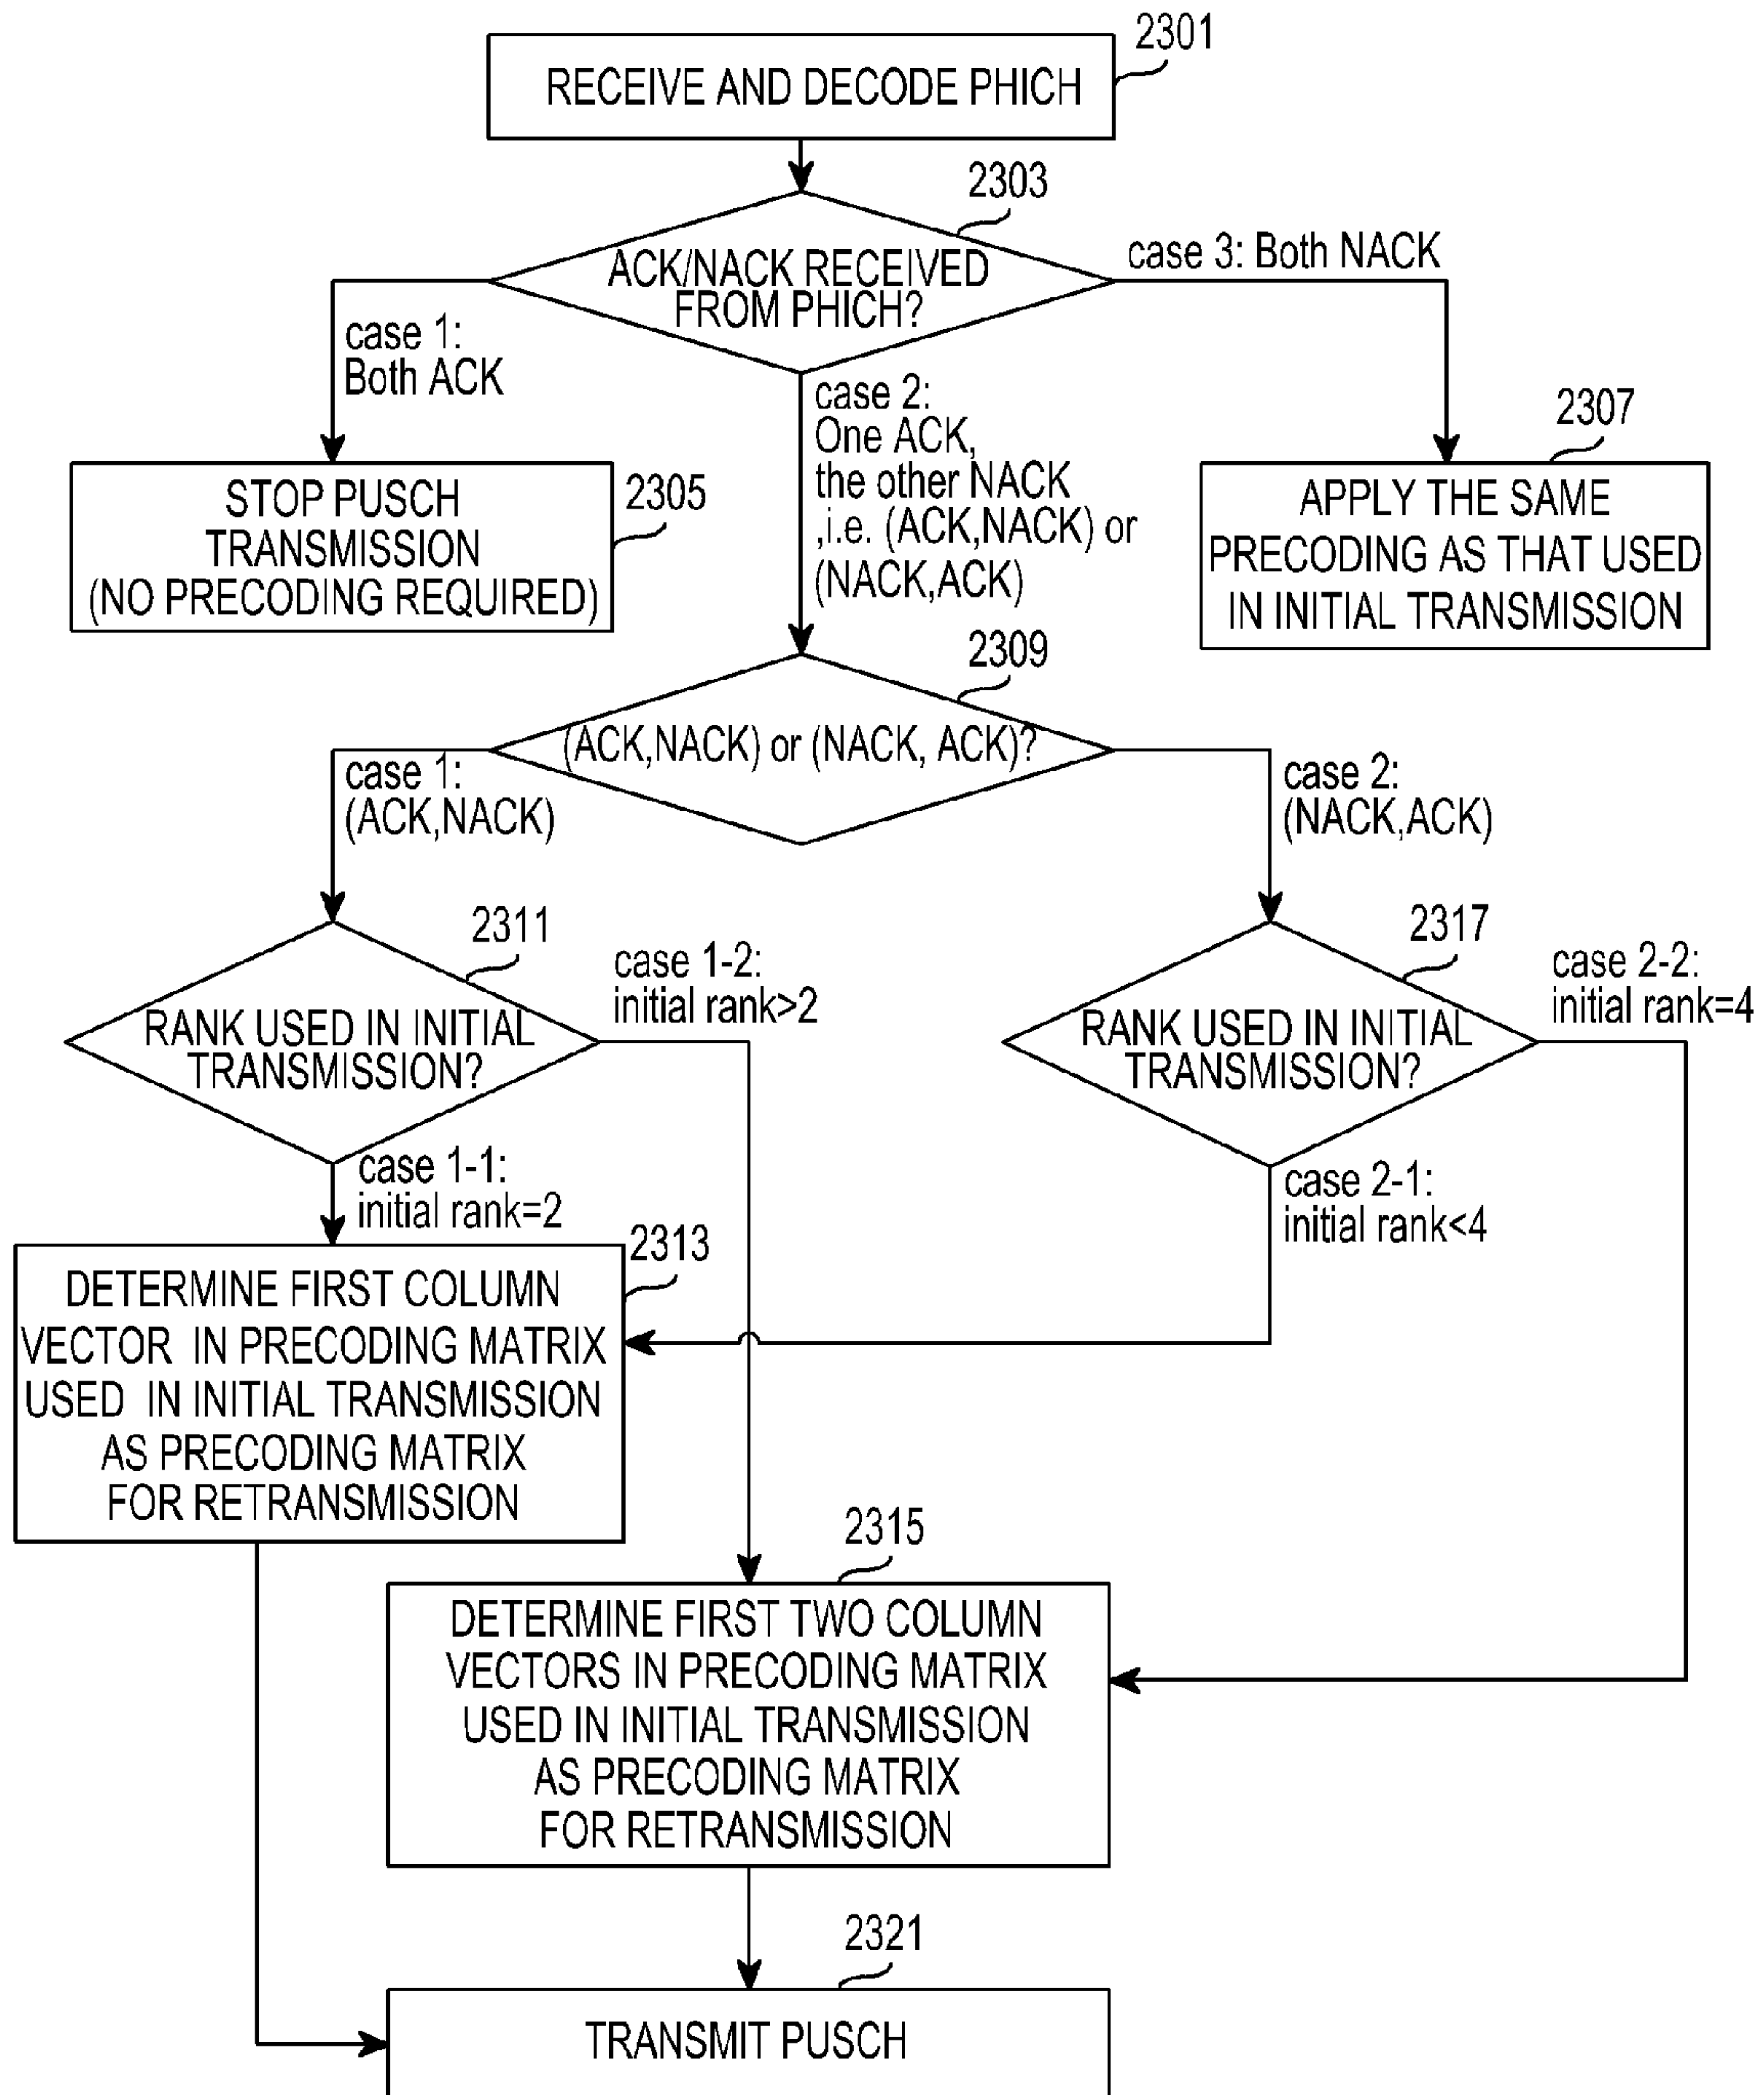 2301
RECEIVE AND DECODE PHICH
2303
ACK/NACK RECEIVED
FROM PHICH?
case 3: Both NACK
case 1:
Both ACK
case 2:
One ACK,
the other NACK
,i.e. (ACK,NACK) or
(NACK,ACK)
2305
STOP PUSCH
TRANSMISSION
(NO PRECODING REQUIRED)
2307
APPLY THE SAME
PRECODING AS THAT USED
IN INITIAL TRANSMISSION
2309
(ACK,NACK) or (NACK, ACK)?
case 1:
(ACK,NACK)
case 2:
(NACK,ACK)
2311
RANK USED IN INITIAL
TRANSMISSION?
case 1-2:
initial rank>2
2317
RANK USED IN INITIAL
TRANSMISSION?
case 2-2:
initial rank=4
case 1-1:
initial rank=2
case 2-1:
initial rank<4
2313
DETERMINE FIRST COLUMN
VECTOR IN PRECODING MATRIX
USED IN INITIAL TRANSMISSION
AS PRECODING MATRIX
FOR RETRANSMISSION
2315
DETERMINE FIRST TWO COLUMN
VECTORS IN PRECODING MATRIX
USED IN INITIAL TRANSMISSION
AS PRECODING MATRIX
FOR RETRANSMISSION
2321
TRANSMIT PUSCH